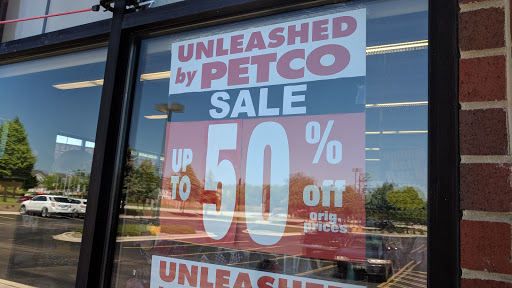 UNLEASHED
by PETCO
SALE
UP TO 50% off
orig. prices
UNLEASHED